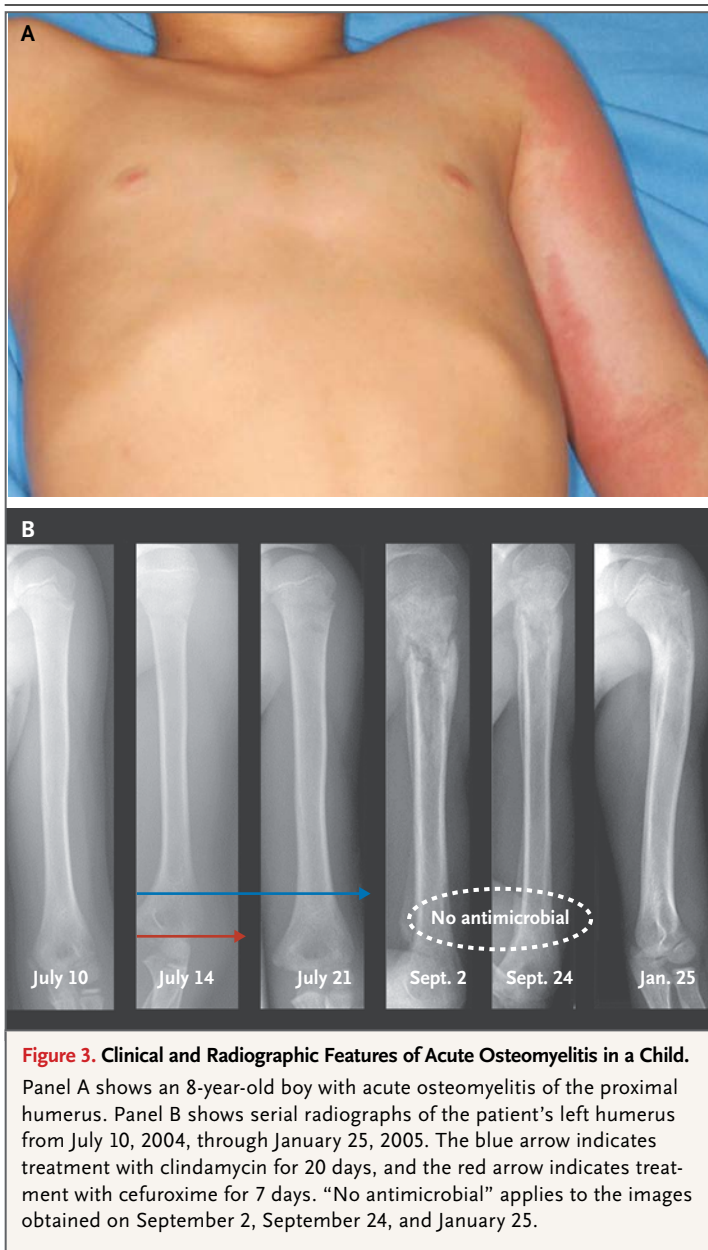 A
B
No antimicrobial
July 10
July 14
July 21
Sept. 2
Sept. 24
Jan. 25
Figure 3. Clinical and Radiographic Features of Acute Osteomyelitis in a Child.
Panel A shows an 8-year-old boy with acute osteomyelitis of the proximal
humerus. Panel B shows serial radiographs of the patient’s left humerus
from July 10, 2004, through January 25, 2005. The blue arrow indicates
treatment with clindamycin for 20 days, and the red arrow indicates treat-
ment with cefuroxime for 7 days. “No antimicrobial” applies to the images
obtained on September 2, September 24, and January 25.